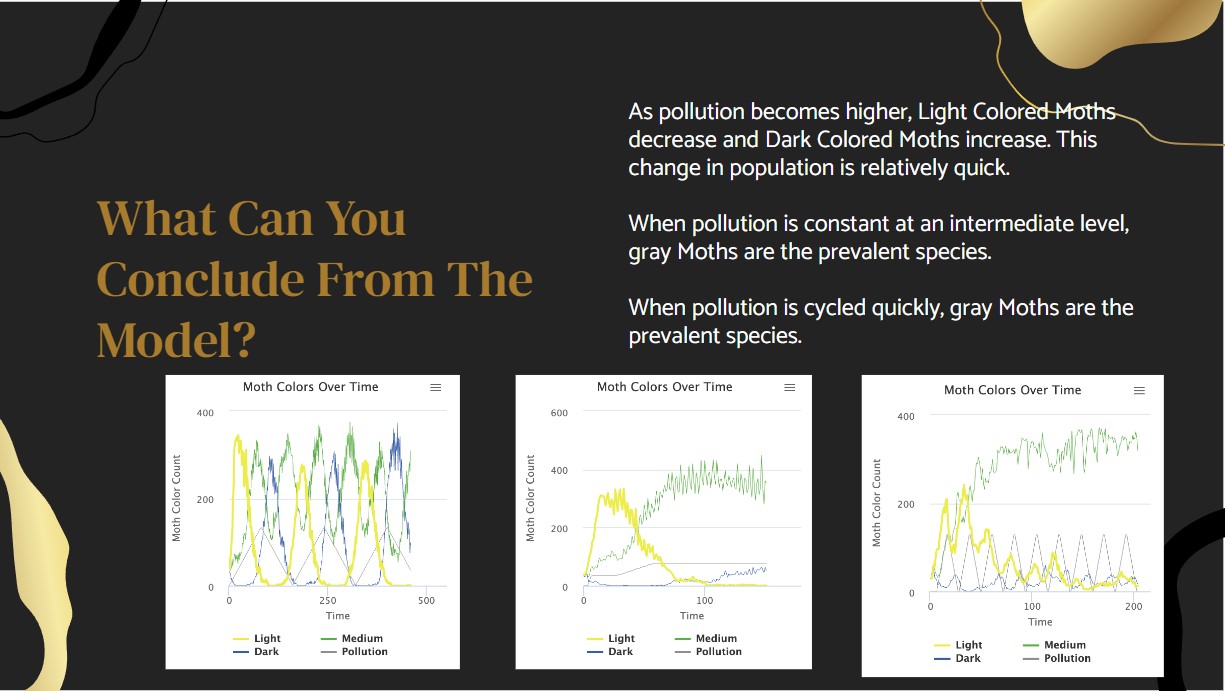 What Can You
Conclude From The
Model?
As pollution becomes higher, Light Colored Moths
decrease and Dark Colored Moths increase. This
change in population is relatively quick.
When pollution is constant at an intermediate level,
gray Moths are the prevalent species.
When pollution is cycled quickly, gray Moths are the
prevalent species.
Moth Colors Over Time
Moth Color Count
400
200
0
0 250 500
Time
Light Medium
Dark Pollution
Moth Colors Over Time
Moth Color Count
600
400
200
0
0 100
Time
Light Medium
Dark Pollution
Moth Colors Over Time
Moth Color Count
400
200
0
0 100 200
Time
Light Medium
Dark Pollution